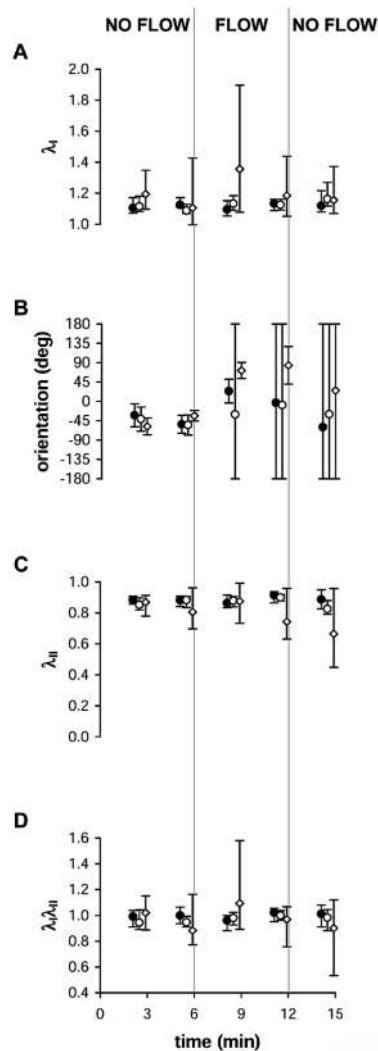 NO FLOW FLOW NO FLOW
A
2.0
1.8
1.6
1.4
1.2
1.0
λI
B
180
135
90
45
0
-45
-90
-135
-180
orientation (deg)
C
1.0
0.8
0.6
0.4
0.2
0.0
λII
D
1.6
1.4
1.2
1.0
0.8
0.6
0.4
λIλII
0 3 6 9 12 15
time (min)